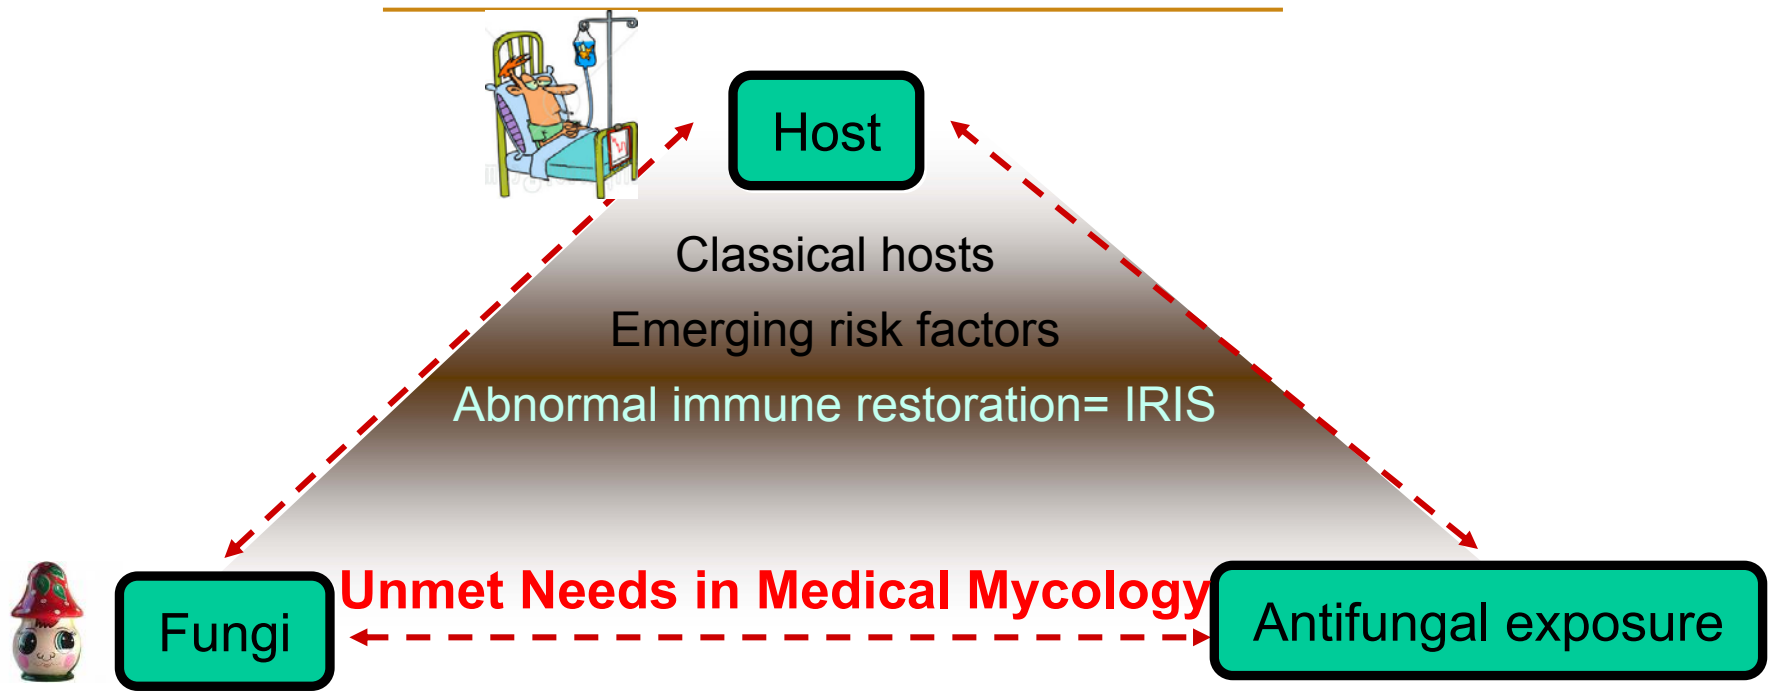 Host
Classical hosts
Emerging risk factors
Abnormal immune restoration= IRIS
Unmet Needs in Medical Mycology
Fungi
Antifungal exposure